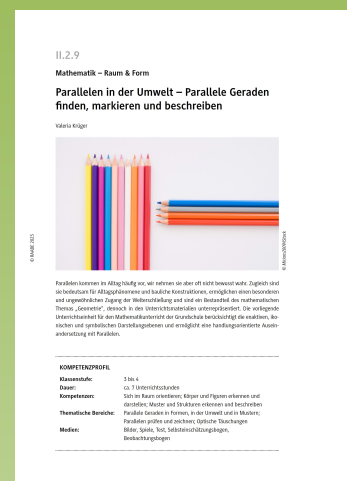 II.2.9
Mathematik – Raum & Form
Parallelen in der Umwelt – Parallele Geraden
finden, markieren und beschreiben
Valeria Krüger
© RAABE 2023
Parallelen kommen im Alltag häufig vor, wir nehmen sie aber oft nicht bewusst wahr. Zugleich sind
sie bedeutsam für Alltagsphänomene und bauliche Konstruktionen, ermöglichen einen besonderen
und ungewöhnlichen Zugang der Welterschließung und sind ein Bestandteil des mathematischen
Themas „Geometrie“, dennoch in den Unterrichtsmaterialien unterrepräsentiert. Die vorliegende
Unterrichtseinheit für den Mathematikunterricht der Grundschule berücksichtigt die enaktiven, iko-
nischen und symbolischen Darstellungsebenen und ermöglicht eine handlungsorientierte Ausein-
andersetzung mit Parallelen.
KOMPETENZPROFIL
Klassenstufe: 3 bis 4
Dauer: ca. 7 Unterrichtsstunden
Kompetenzen: Sich im Raum orientieren; Körper und Figuren erkennen und
darstellen; Muster und Strukturen erkennen und beschreiben
Thematische Bereiche: Parallele Geraden in Formen, in der Umwelt und in Mustern;
Parallelen prüfen und zeichnen; Optische Täuschungen
Medien: Bilder, Spiele, Test, Selbsteinschätzungsbogen,
Beobachtungsbogen